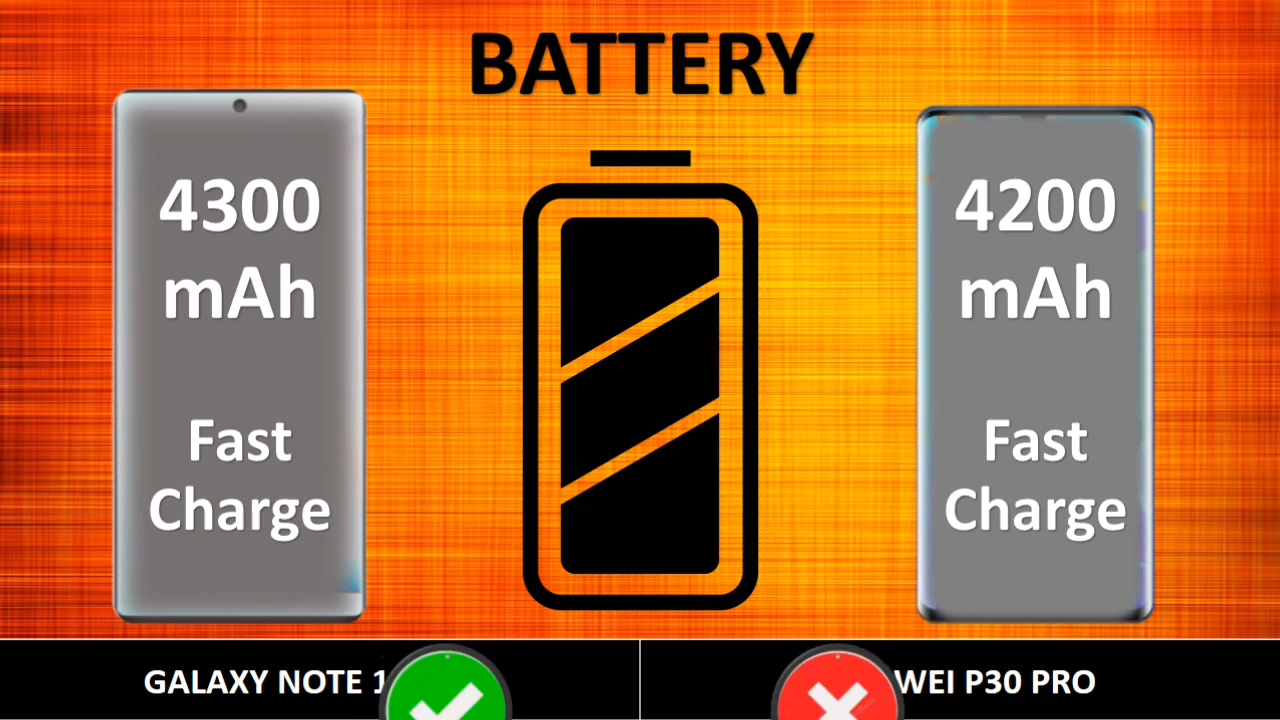 BATTERY
4300
mAh
Fast
Charge
4200
mAh
Fast
Charge
GALAXY NOTE 1
WEI P30 PRO